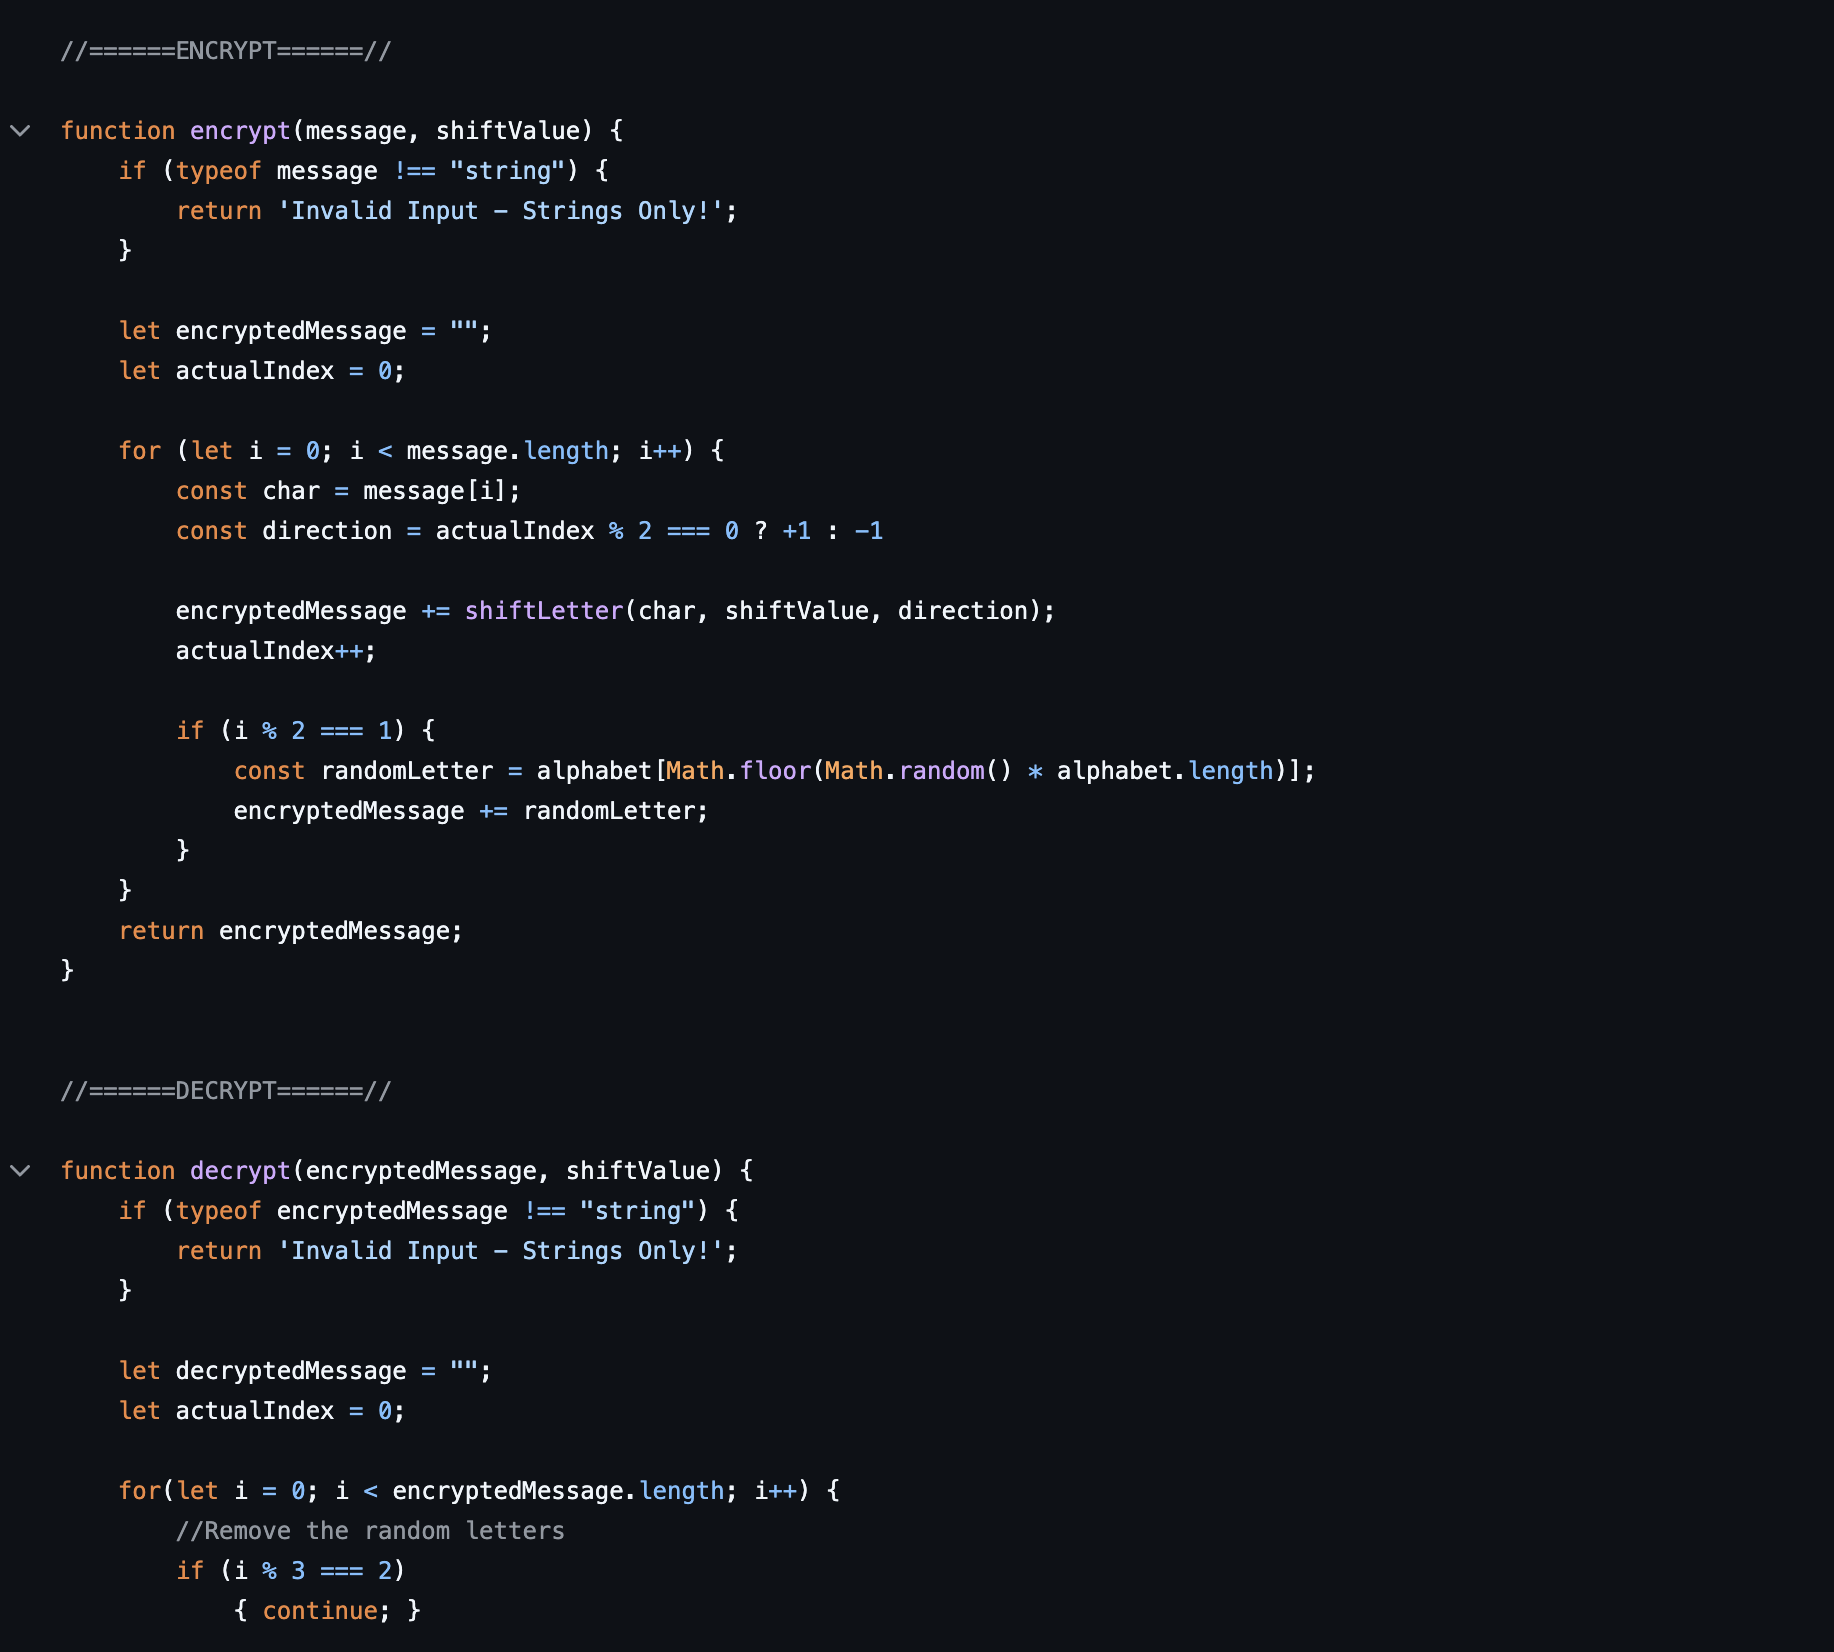 //======ENCRYPT======//
function encrypt(message, shiftValue) {
    if (typeof message !== "string") {
        return 'Invalid Input - Strings Only!';
    }
    let encryptedMessage = "";
    let actualIndex = 0;
    for (let i = 0; i < message.length; i++) {
        const char = message[i];
        const direction = actualIndex % 2 === 0 ? +1 : -1
        encryptedMessage += shiftLetter(char, shiftValue, direction);
        actualIndex++;
        if (i % 2 === 1) {
            const randomLetter = alphabet[Math.floor(Math.random() * alphabet.length)];
            encryptedMessage += randomLetter;
        }
    }
    return encryptedMessage;
}
//======DECRYPT======//
function decrypt(encryptedMessage, shiftValue) {
    if (typeof encryptedMessage !== "string") {
        return 'Invalid Input - Strings Only!';
    }
    let decryptedMessage = "";
    let actualIndex = 0;
    for(let i = 0; i < encryptedMessage.length; i++) {
        //Remove the random letters
        if (i % 3 === 2)
            { continue; }